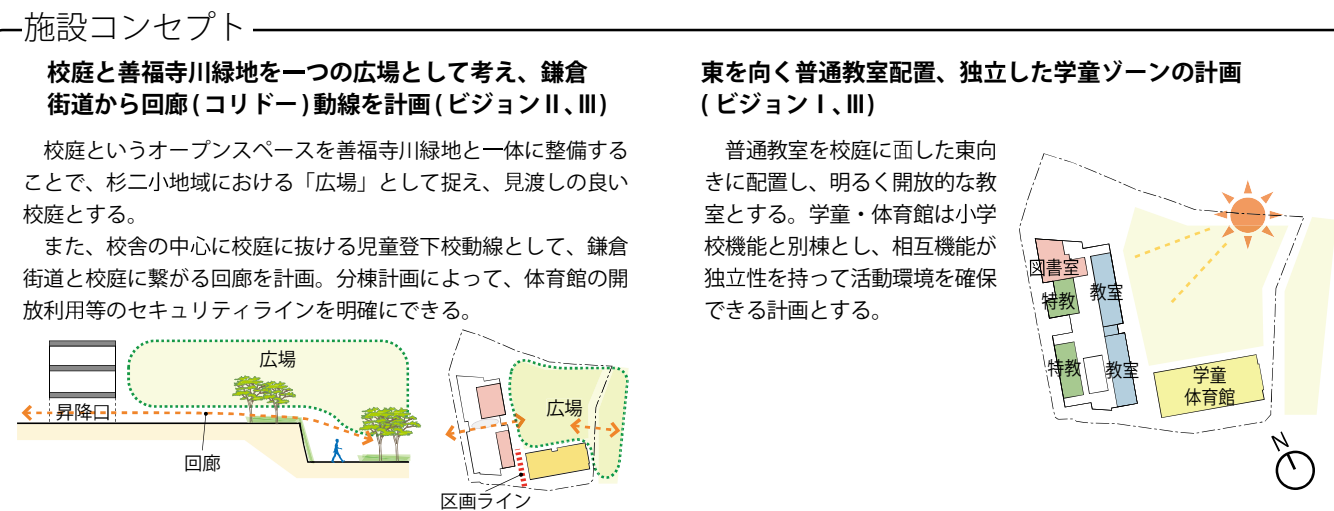 施設コンセプト
校庭と善福寺川緑地を一つの広場として考え、鎌倉
街道から回廊(コリドー)動線を計画(ビジョンⅡ、Ⅲ)
校庭というオープンスペースを善福寺川緑地と一体に整備する
ことで、杉二小地域における「広場」として捉え、見渡しの良い
校庭とする。
また、校舎の中心に校庭に抜ける児童登下校動線として、鎌倉
街道と校庭に繋がる回廊を計画。分棟計画によって、体育館の開
放利用等のセキュリティラインを明確にできる。
広場
昇降口
回廊
広場
区画ライン
東を向く普通教室配置、独立した学童ゾーンの計画
(ビジョンⅠ、Ⅲ)
普通教室を校庭に面した東向
きに配置し、明るく開放的な教
室とする。学童・体育館は小学
校機能と別棟とし、相互機能が
独立性を持って活動環境を確保
できる計画とする。
図書室
特教
教室
特教
教室
学童
体育館
N